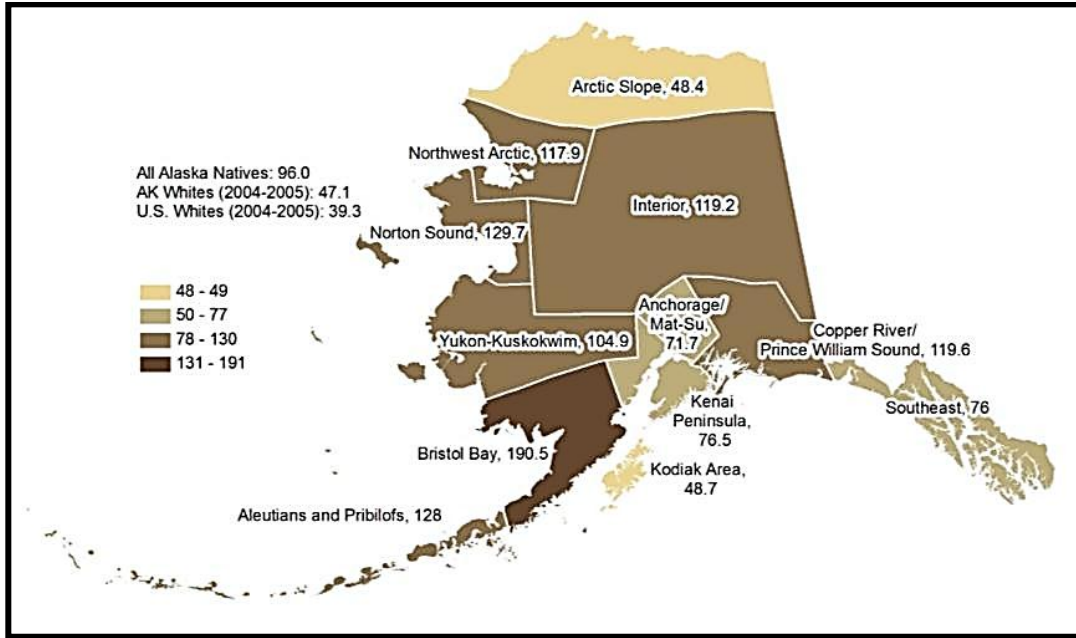 Arctic Slope, 48.4
Northwest Arctic, 117.9
All Alaska Natives: 96.0
AK Whites (2004-2005): 47.1
U.S. Whites (2004-2005): 39.3
Interior, 119.2
Norton Sound, 129.7
48 - 49
50 - 77
78 - 130
131 - 191
Anchorage/
Mat-Su,
71.7
Yukon-Kuskokwim, 104.9
Copper River/
Prince William Sound, 119.6
Kenai
Peninsula,
76.5
Southeast, 76
Bristol Bay, 190.5
Kodiak Area,
48.7
Aleutians and Pribilofs, 128